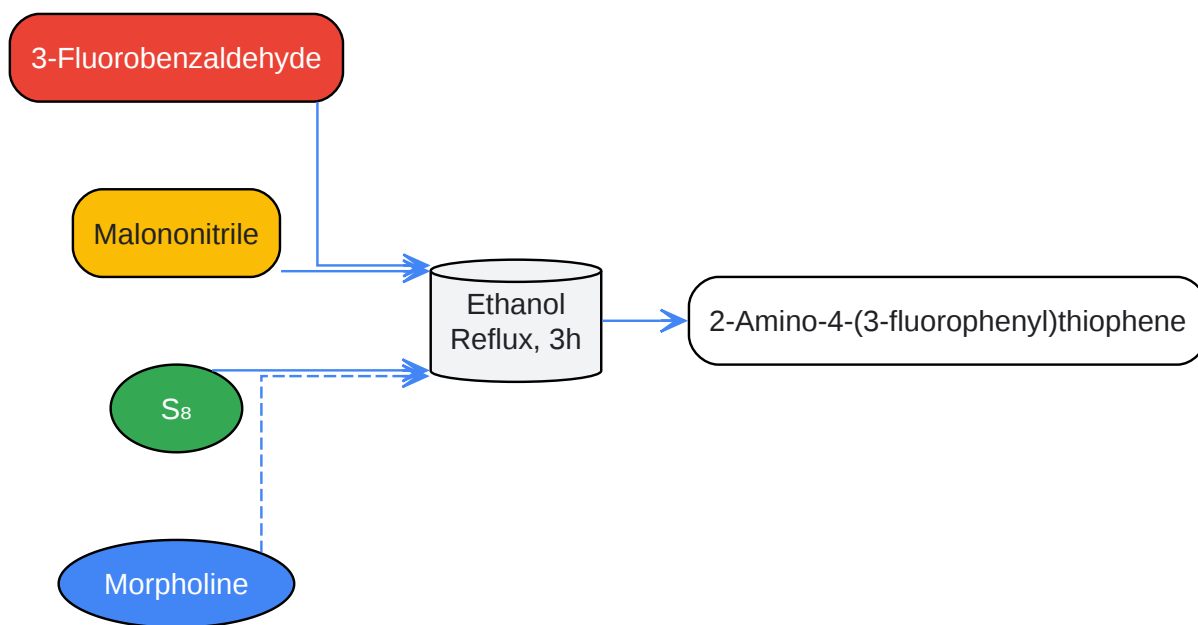 3-Fluorobenzaldehyde
Malononitrile
Ethanol
Reflux, 3h
2-Amino-4-(3-fluorophenyl)thiophene
S₈
Morpholine